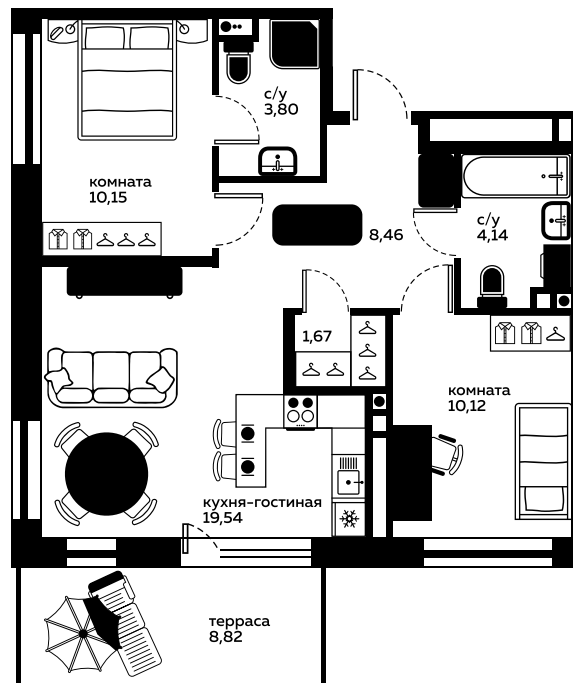 с/у
3,80
комната
10,15
с/у
4,14
8,46
1,67
комната
10,12
кухня-гостиная
19,54
терраса
8,82